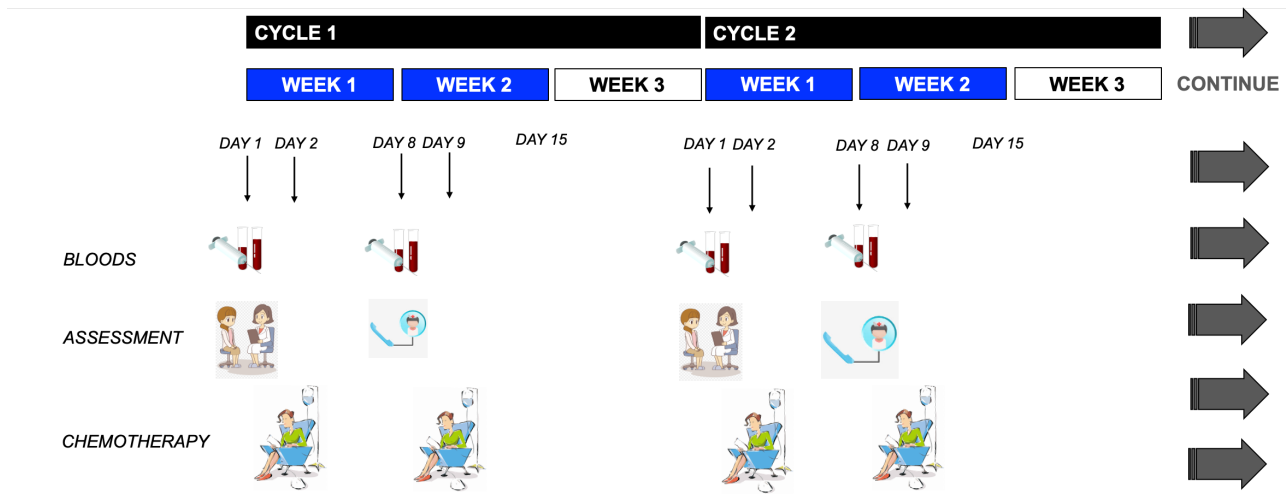 CYCLE 1 CYCLE 2
WEEK 1 WEEK 2 WEEK 3 WEEK 1 WEEK 2 WEEK 3 CONTINUE
DAY 1 DAY 2 DAY 8 DAY 9 DAY 15 DAY 1 DAY 2 DAY 8 DAY 9 DAY 15
BLOODS
ASSESSMENT
CHEMOTHERAPY